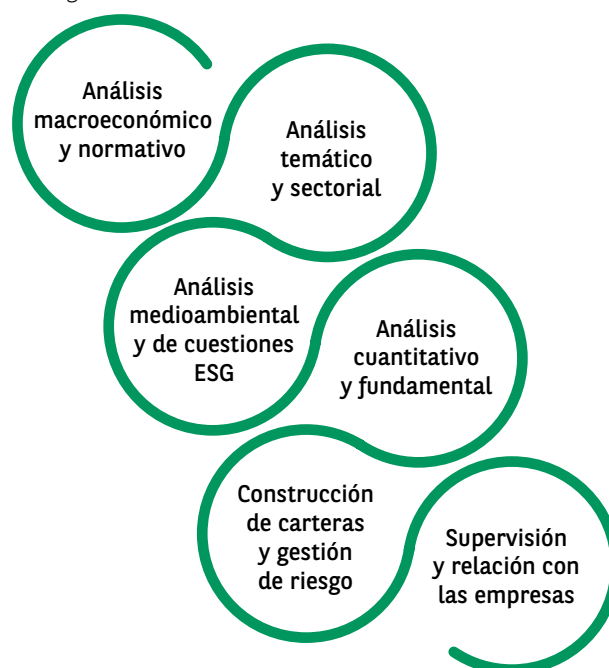 Análisis
macroeconómico
y normativo
Análisis
temático
y sectorial
Análisis
medioambiental
y de cuestiones
ESG
Análisis
cuantitativo
y fundamental
Construcción
de carteras
y gestión
de riesgo
Supervisión
y relación con
las empresas